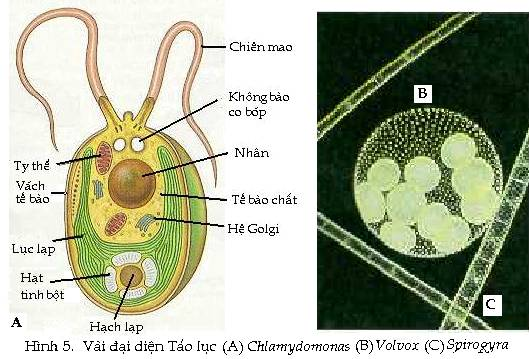 Chiên mao
Không bào
co bóp
Nhân
Tế bào chất
Hệ Golgi
Ty thể
Vách
tế bào
Lục lạp
Hạt
tinh bột
Hạch lạp
A
B
C
Hình 5. Vài đại diện Tảo lục (A) Chlamydomonas (B)Volvox (C)Spirogyra